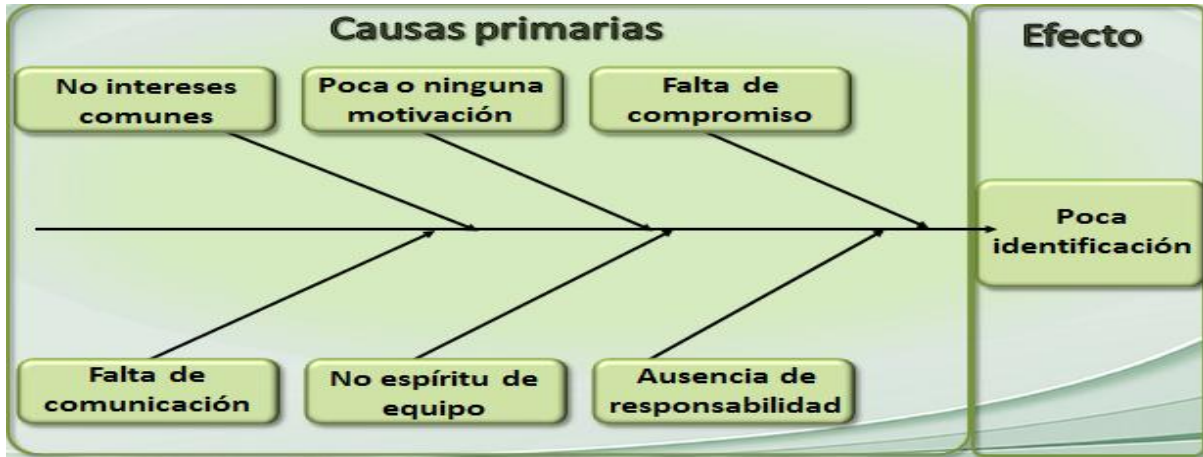 Causas primarias
Efecto
No intereses
comunes
Poca o ninguna
motivación
Falta de
compromiso
Poca
identificación
Falta de
comunicación
No espíritu de
equipo
Ausencia de
responsabilidad